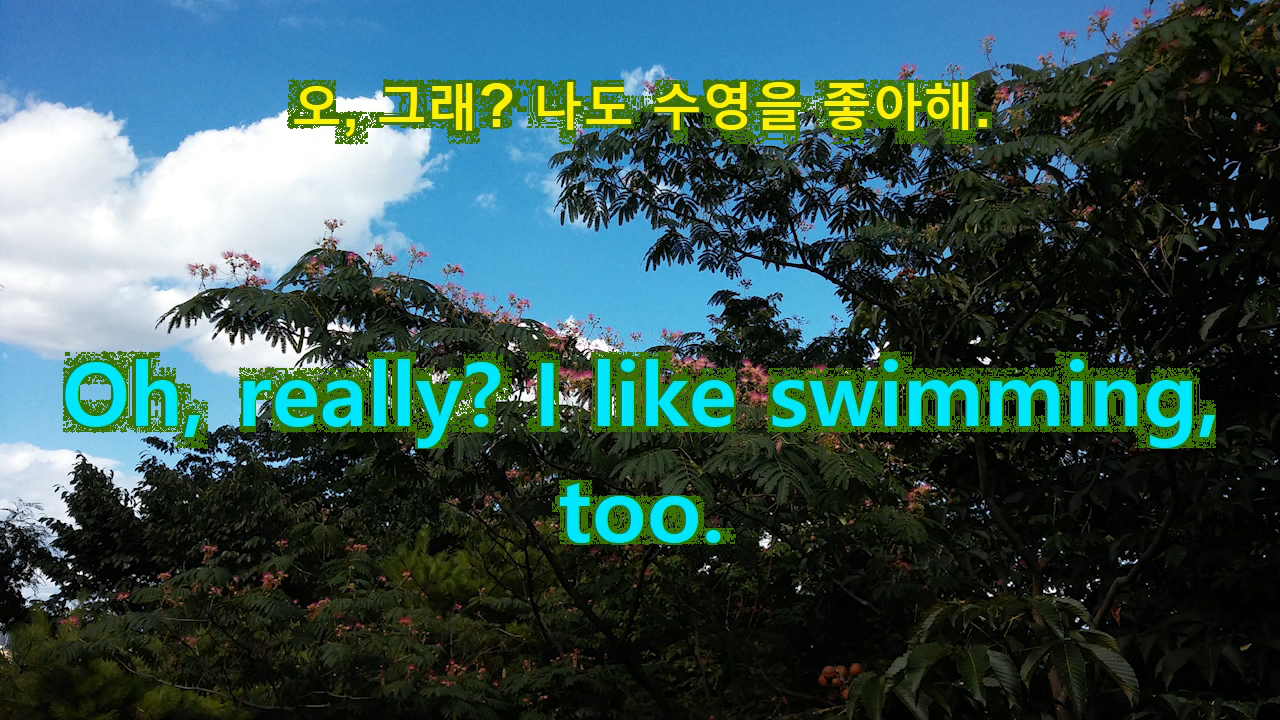 오, 그래? 나도 수영을 좋아해.
Oh, really? I like swimming,
too.